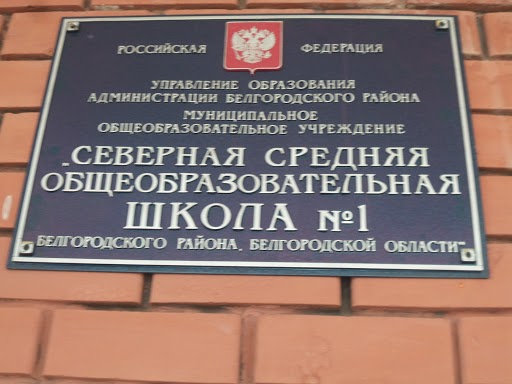 РОССИЙСКАЯ ФЕДЕРАЦИЯ
УПРАВЛЕНИЕ ОБРАЗОВАНИЯ
АДМИНИСТРАЦИИ БЕЛГОРОДСКОГО РАЙОНА
МУНИЦИПАЛЬНОЕ
ОБЩЕОБРАЗОВАТЕЛЬНОЕ УЧРЕЖДЕНИЕ
„СЕВЕРНАЯ СРЕДНЯЯ
ОБЩЕОБРАЗОВАТЕЛЬНАЯ
ШКОЛА №1
БЕЛГОРОДСКОГО РАЙОНА, БЕЛГОРОДСКОЙ ОБЛАСТИ"